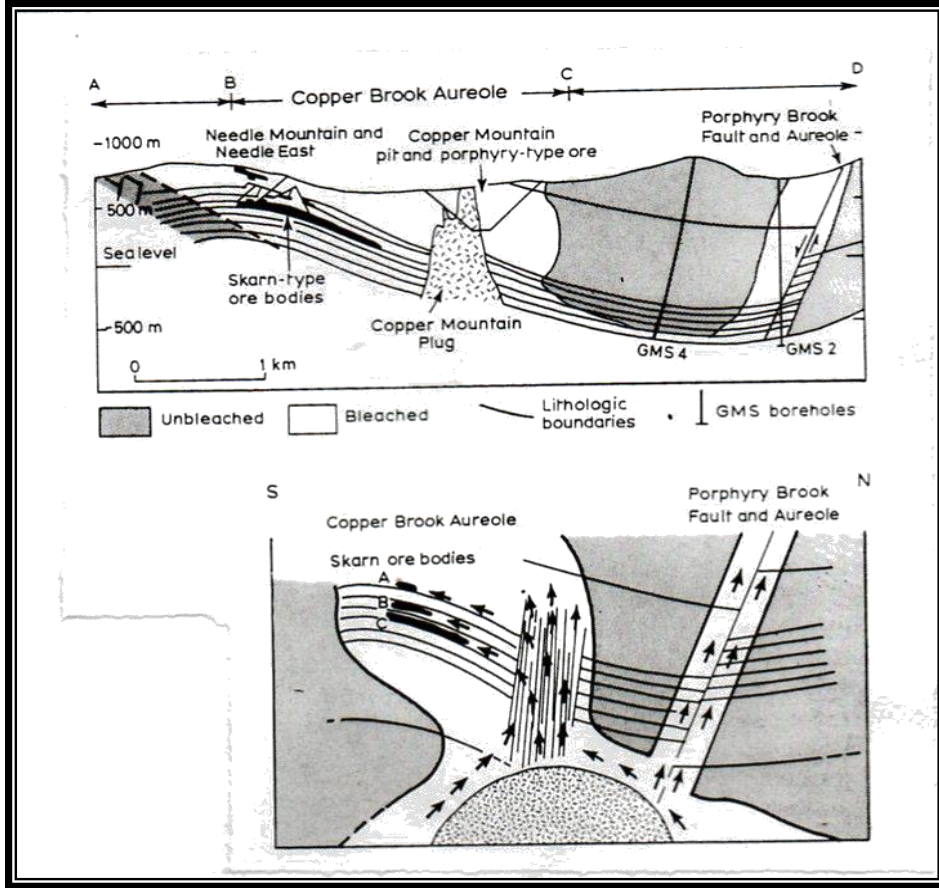 A B C D
Copper Brook Aureole
Porphyry Brook
Fault and Aureole
-1000 m
Needle Mountain and
Needle East
Copper Mountain
pit and porphyry-type ore
500 m
Sea level
Skarn-type
ore bodies
-500 m
Copper Mountain
Plug
GMS 4
GMS 2
0 1 km
Unbleached
Bleached
Lithologic
boundaries
GMS boreholes
S N
Porphyry Brook
Fault and Aureole
Copper Brook Aureole
Skarn ore bodies
A
B
C